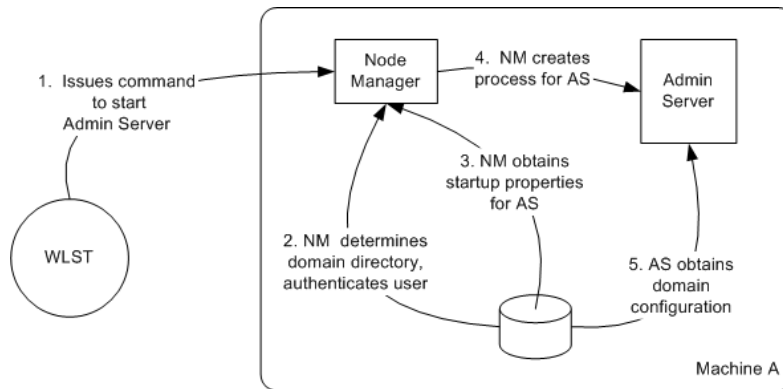 1. Issues command
to start
Admin Server
WLST
Node
Manager
4. NM creates
process for AS
Admin
Server
3. NM obtains
startup properties
for AS
2. NM determines
domain directory,
authenticates user
5. AS obtains
domain
configuration
Machine A